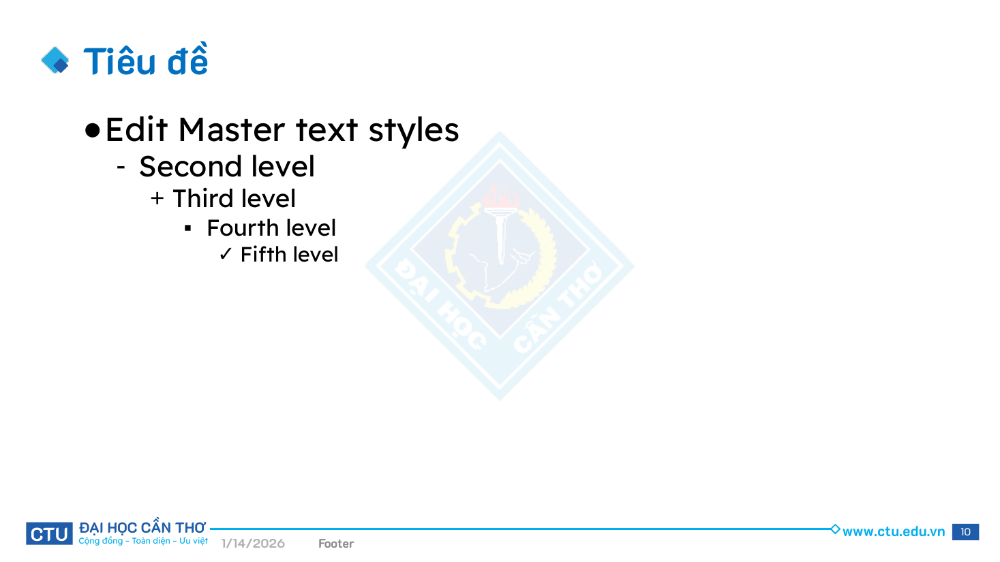 Tiêu đề
●Edit Master text styles
- Second level
+ Third level
▪ Fourth level
✓ Fifth level
ĐẠI HỌC CẦN THƠ
CTU
ĐẠI HỌC CẦN THƠ
Cộng đồng – Toàn diện – Ưu việt
1/14/2026
Footer
www.ctu.edu.vn
10